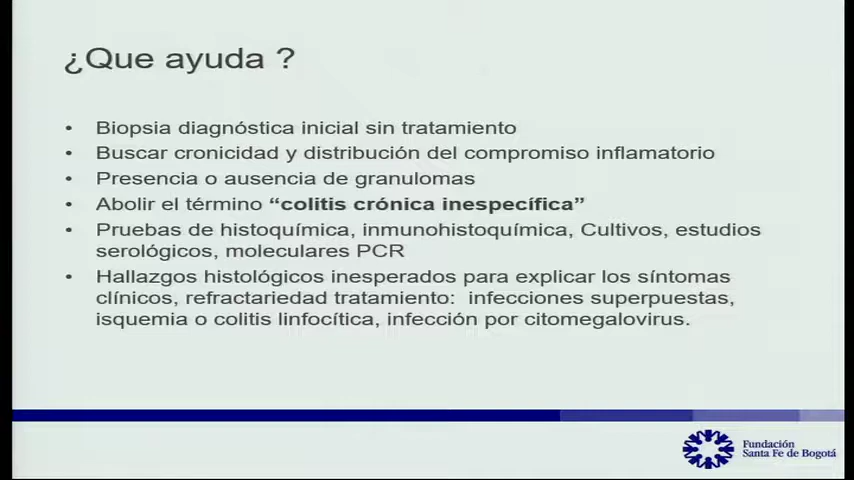 ¿Que ayuda ?
• Biopsia diagnóstica inicial sin tratamiento
• Buscar cronicidad y distribución del compromiso inflamatorio
• Presencia o ausencia de granulomas
• Abolir el término “colitis crónica inespecífica”
• Pruebas de histoquímica, inmunohistoquímica, Cultivos, estudios
serológicos, moleculares PCR
• Hallazgos histológicos inesperados para explicar los síntomas
clínicos, refractariedad tratamiento: infecciones superpuestas,
isquemia o colitis linfocítica, infección por citomegalovirus.
Fundación
Santa Fe de Bogotá